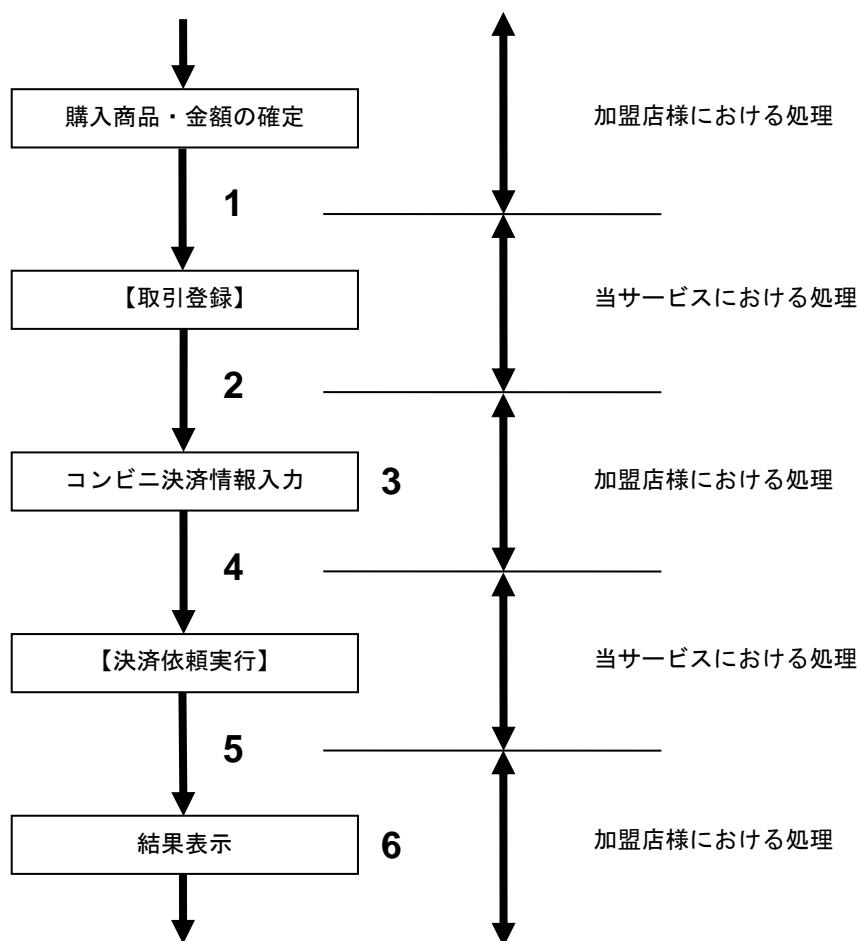 購入商品・金額の確定
加盟店様における処理
1
【取引登録】
当サービスにおける処理
2
コンビニ決済情報入力
3
加盟店様における処理
4
【決済依頼実行】
当サービスにおける処理
5
結果表示
6
加盟店様における処理